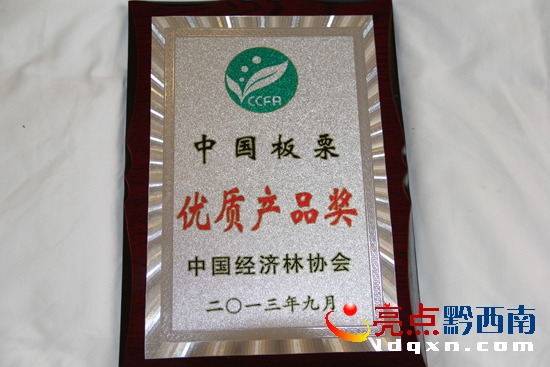 CCFA
中国板栗
优质产品奖
中国经济林协会
二〇一三年九月
亮点黔西南
ldqxn.com